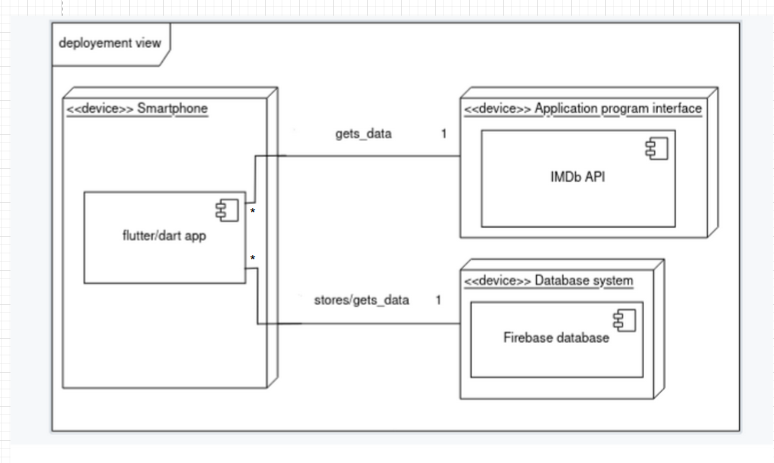 deployement view
<<device>> Smartphone
<<device>> Application program interface
gets_data
1
IMDb API
*
flutter/dart app
*
<<device>> Database system
stores/gets_data
1
Firebase database